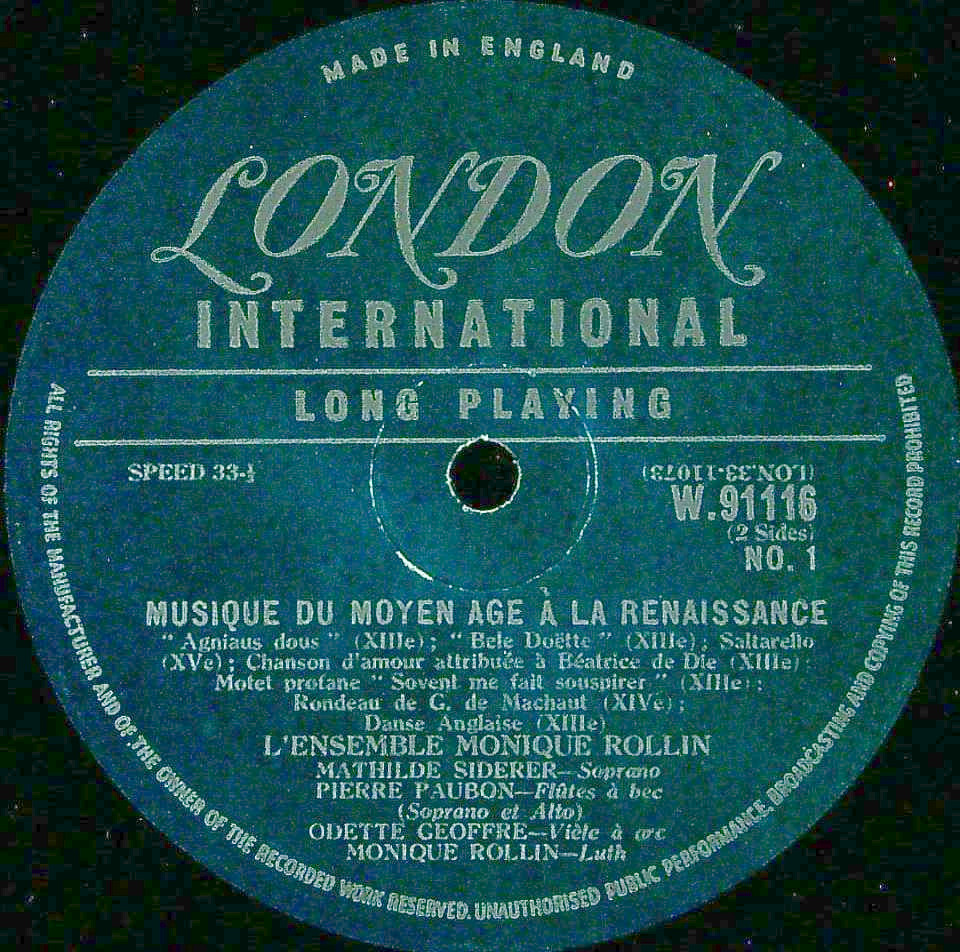 MADE IN ENGLAND
LONDON
INTERNATIONAL
LONG PLAYING
SPEED 33-⅓
(LON.33-11073)
W.91116
(2 Sides)
NO. 1
MUSIQUE DU MOYEN AGE À LA RENAISSANCE
"Agniaus dous" (XIIIe); "Bele Doëtte" (XIIIe); Saltarello
(XVe); Chanson d'amour attribuée à Béatrice de Die (XIIIe);
Motet profane "Sovent me fait souspirer" (XIIIe);
Rondeau de G. de Machaut (XIVe);
Danse Anglaise (XIIIe)
L'ENSEMBLE MONIQUE ROLLIN
MATHILDE SIDERER—Soprano
PIERRE PAUBON—Flûtes à bec
(Soprano et Alto)
ODETTE GEOFFRE—Vièle à arc
MONIQUE ROLLIN—Luth
ALL RIGHTS OF THE MANUFACTURER AND OF THE OWNER OF THE RECORDED WORK RESERVED. UNAUTHORISED PUBLIC PERFORMANCE, BROADCASTING AND COPYING OF THIS RECORD PROHIBITED